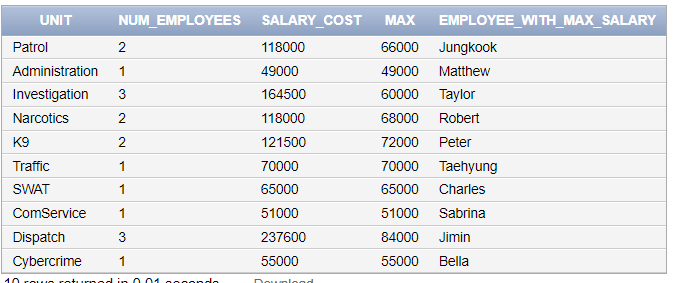 UNIT NUM_EMPLOYEES SALARY_COST MAX EMPLOYEE_WITH_MAX_SALARY
Patrol 2 118000 66000 Jungkook
Administration 1 49000 49000 Matthew
Investigation 3 164500 60000 Taylor
Narcotics 2 118000 68000 Robert
K9 2 121500 72000 Peter
Traffic 1 70000 70000 Taehyung
SWAT 1 65000 65000 Charles
ComService 1 51000 51000 Sabrina
Dispatch 3 237600 84000 Jimin
Cybercrime 1 55000 55000 Bella
10 rows returned in 0.01 seconds Download